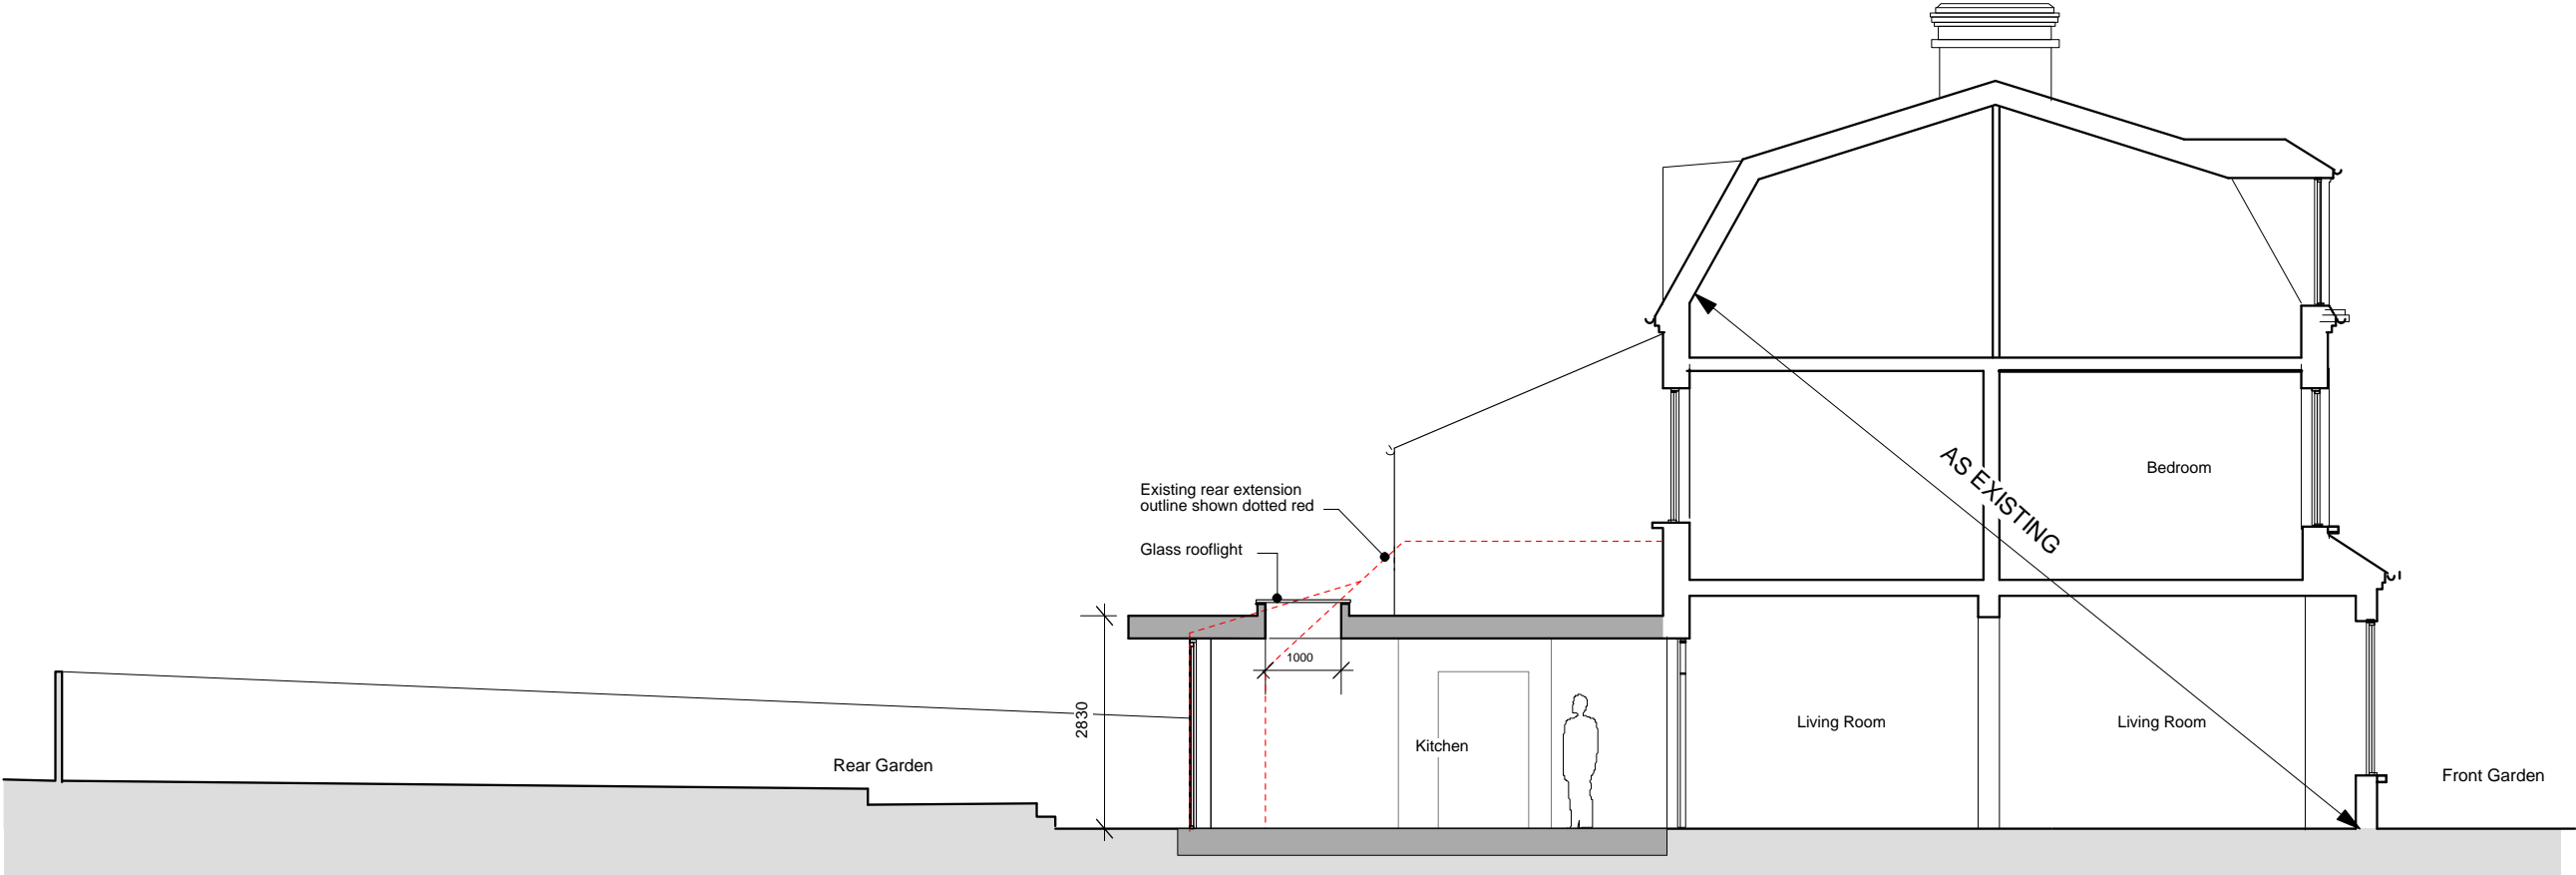 Existing rear extension
outline shown dotted red
Glass rooflight
1000
2830
Rear Garden
Kitchen
Living Room
Living Room
Bedroom
AS EXISTING
Front Garden